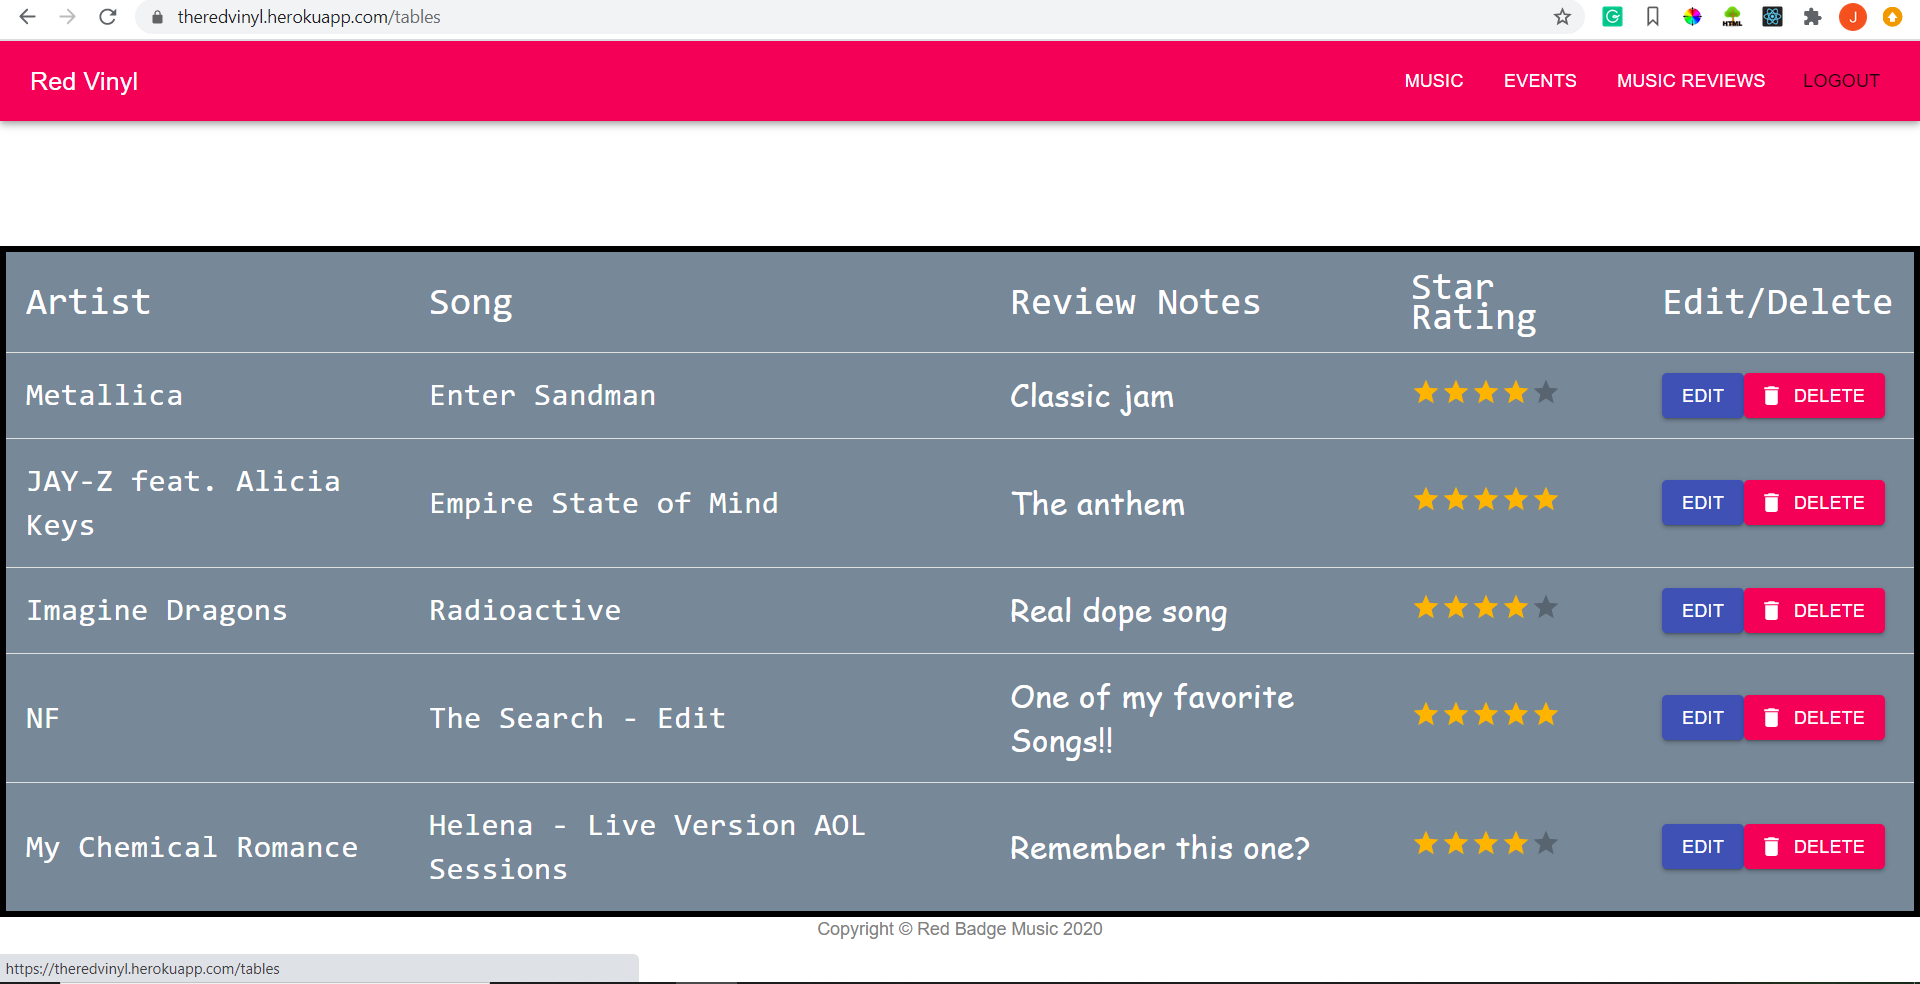 theredvinyl.herokuapp.com/tables
HTML
J
Red Vinyl
MUSIC
EVENTS
MUSIC REVIEWS
LOGOUT
Artist
Song
Review Notes
Star
Rating
Edit/Delete
Metallica
Enter Sandman
Classic jam
EDIT
DELETE
JAY-Z feat. Alicia
Keys
Empire State of Mind
The anthem
EDIT
DELETE
Imagine Dragons
Radioactive
Real dope song
EDIT
DELETE
NF
The Search - Edit
One of my favorite
Songs!!
EDIT
DELETE
My Chemical Romance
Helena - Live Version AOL
Sessions
Remember this one?
EDIT
DELETE
Copyright © Red Badge Music 2020
https://theredvinyl.herokuapp.com/tables